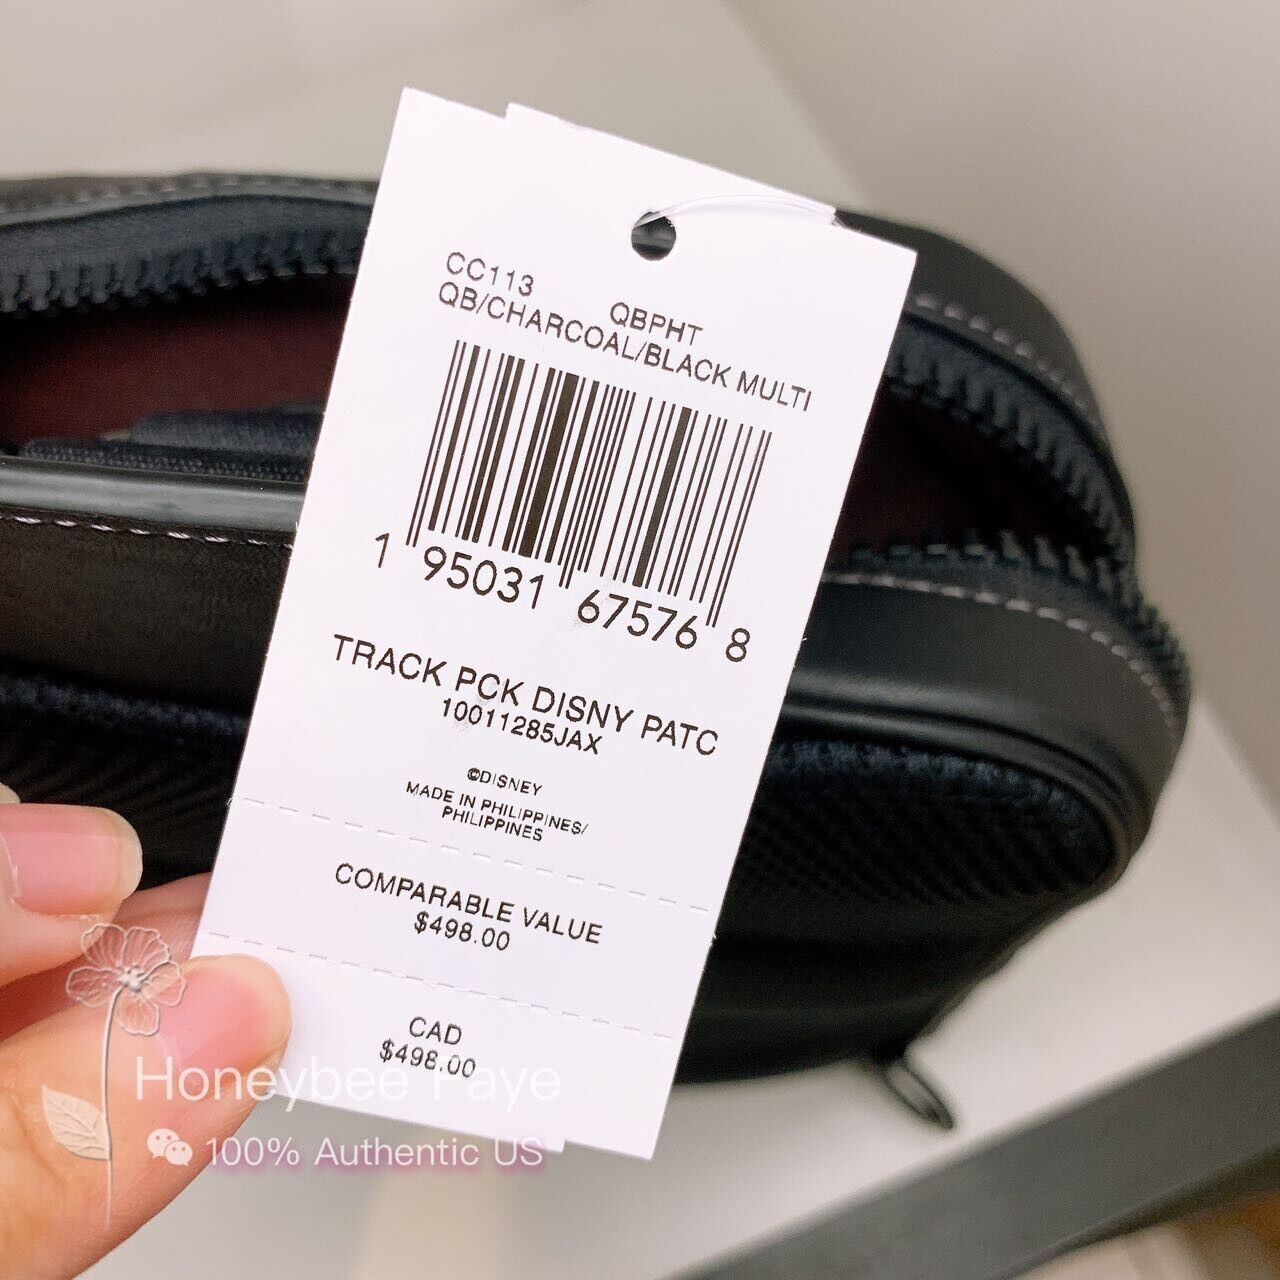 CC113 QBPHT
QB/CHARCOAL/BLACK MULTI
1 95031 67576 8
TRACK PCK DISNY PATC
10011285JAX
©DISNEY
MADE IN PHILIPPINES/
PHILIPPINES
COMPARABLE VALUE
$498.00
CAD
$498.00
Honeybee Faye
100% Authentic US